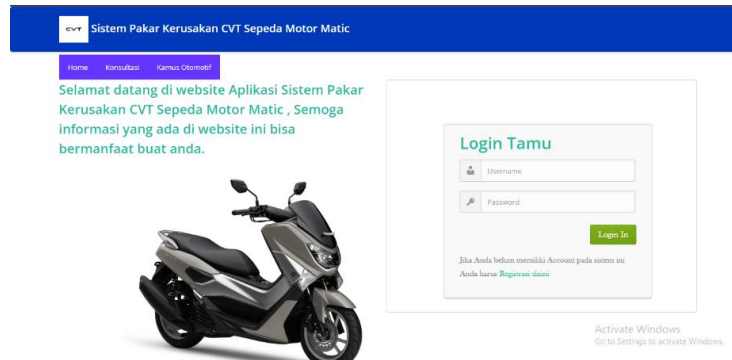 CVT Sistem Pakar Kerusakan CVT Sepeda Motor Matic
Home Konsultasi Kamus Otomotif
Selamat datang di website Aplikasi Sistem Pakar
Kerusakan CVT Sepeda Motor Matic , Semoga
informasi yang ada di website ini bisa
bermanfaat buat anda.
Login Tamu
Username
Password
Login In
Jika Anda belum memiliki Account pada sistem ini
Anda harus Registrasi disini
Activate Windows
Go to Settings to activate Windows.